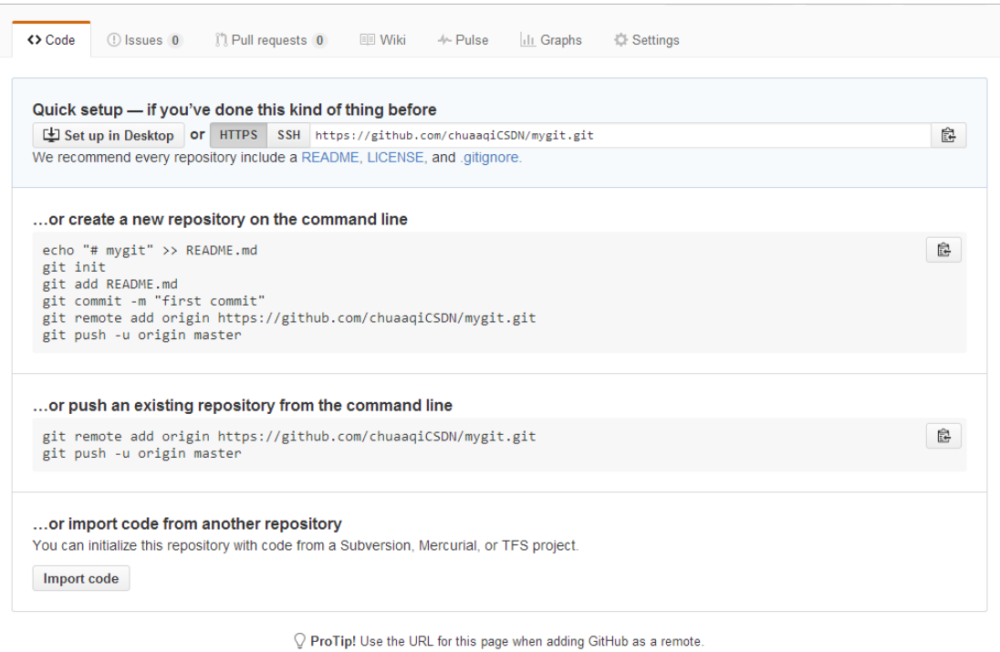 Code Issues 0 Pull requests 0 Wiki Pulse Graphs Settings
Quick setup — if you've done this kind of thing before
Set up in Desktop or HTTPS SSH https://github.com/chuaaqiCSDN/mygit.git
We recommend every repository include a README, LICENSE, and .gitignore.
…or create a new repository on the command line
echo "# mygit" >> README.md
git init
git add README.md
git commit -m "first commit"
git remote add origin https://github.com/chuaaqiCSDN/mygit.git
git push -u origin master
…or push an existing repository from the command line
git remote add origin https://github.com/chuaaqiCSDN/mygit.git
git push -u origin master
…or import code from another repository
You can initialize this repository with code from a Subversion, Mercurial, or TFS project.
Import code
ProTip! Use the URL for this page when adding GitHub as a remote.